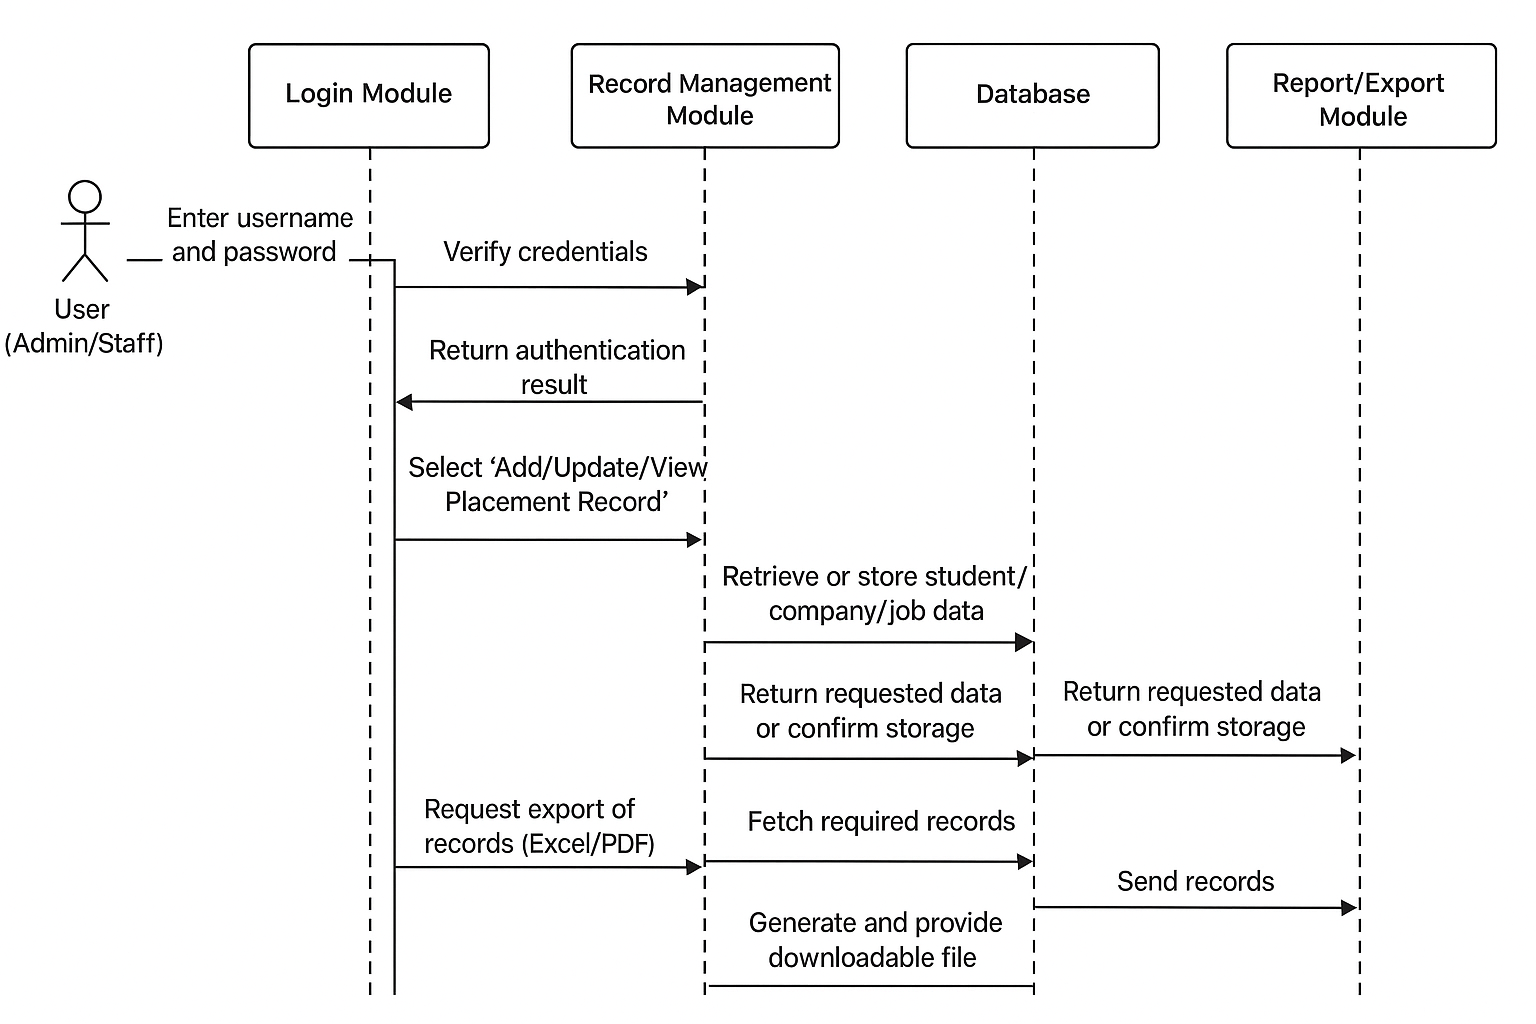 Login Module
Record Management
Module
Database
Report/Export
Module
Enter username
and password
User
(Admin/Staff)
Verify credentials
Return authentication
result
Select ‘Add/Update/View
Placement Record’
Retrieve or store student/
company/job data
Return requested data
or confirm storage
Return requested data
or confirm storage
Request export of
records (Excel/PDF)
Fetch required records
Send records
Generate and provide
downloadable file